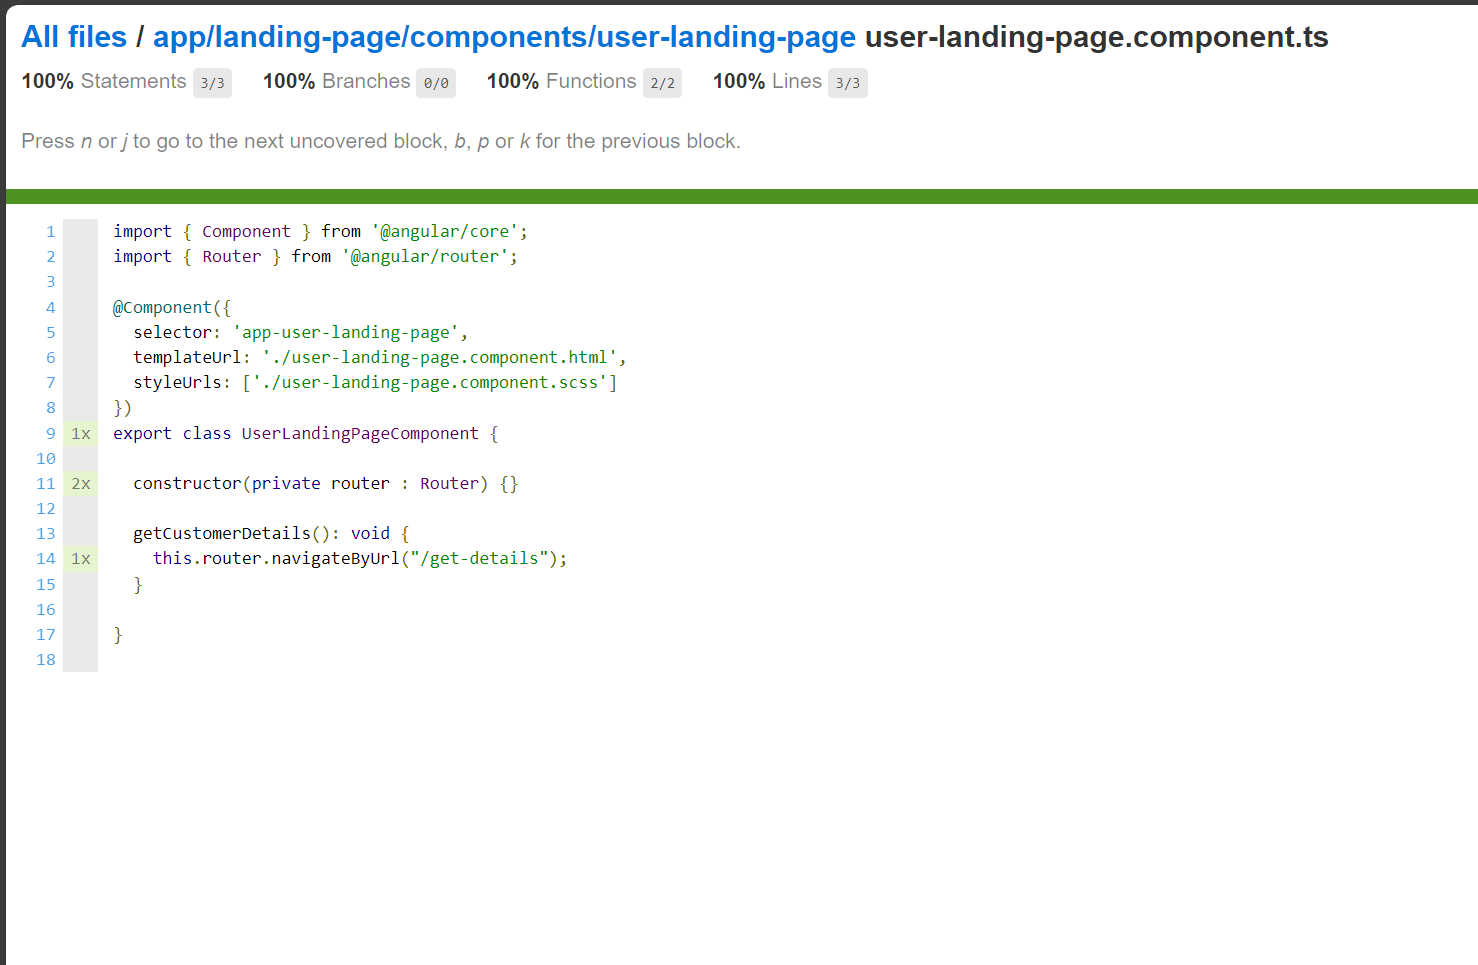 All files / app/landing-page/components/user-landing-page user-landing-page.component.ts
100% Statements 3/3 100% Branches 0/0 100% Functions 2/2 100% Lines 3/3
Press n or j to go to the next uncovered block, b, p or k for the previous block.
1 import { Component } from '@angular/core';
2 import { Router } from '@angular/router';
3
4 @Component({
5 selector: 'app-user-landing-page',
6 templateUrl: './user-landing-page.component.html',
7 styleUrls: ['./user-landing-page.component.scss']
8 })
9 1x export class UserLandingPageComponent {
10
11 2x constructor(private router : Router) {}
12
13 getCustomerDetails(): void {
14 1x this.router.navigateByUrl("/get-details");
15 }
16
17 }
18